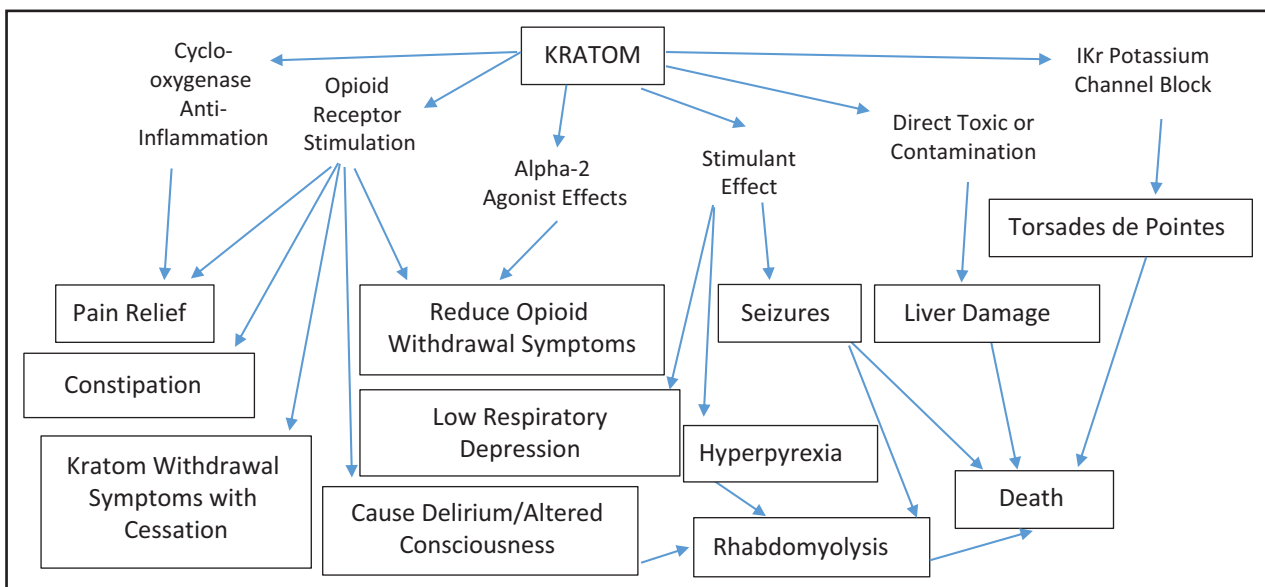 KRATOM
Cyclo-
oxygenase
Anti-
Inflammation
Opioid
Receptor
Stimulation
Alpha-2
Agonist Effects
Stimulant
Effect
Direct Toxic or
Contamination
IKr Potassium
Channel Block
Torsades de Pointes
Pain Relief
Reduce Opioid
Withdrawal Symptoms
Seizures
Liver Damage
Constipation
Low Respiratory
Depression
Hyperpyrexia
Kratom Withdrawal
Symptoms with
Cessation
Cause Delirium/Altered
Consciousness
Rhabdomyolysis
Death